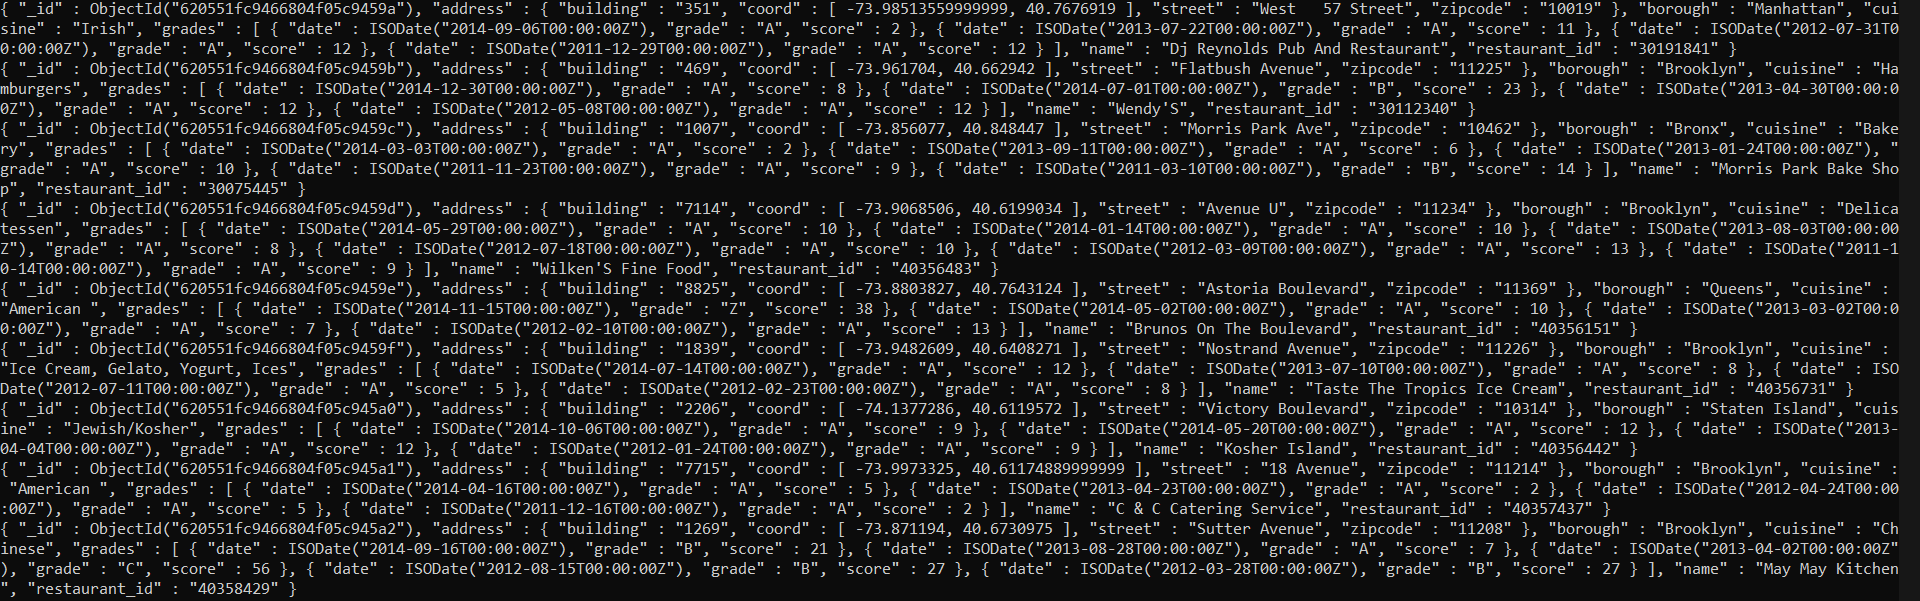 { "_id" : ObjectId("620551fc9466804f05c9459a"), "address" : { "building" : "351", "coord" : [ -73.98513559999999, 40.7676919 ], "street" : "West   57 Street", "zipcode" : "10019" }, "borough" : "Manhattan", "cui
sine" : "Irish", "grades" : [ { "date" : ISODate("2014-09-06T00:00:00Z"), "grade" : "A", "score" : 2 }, { "date" : ISODate("2013-07-22T00:00:00Z"), "grade" : "A", "score" : 11 }, { "date" : ISODate("2012-07-31T0
0:00:00Z"), "grade" : "A", "score" : 12 }, { "date" : ISODate("2011-12-29T00:00:00Z"), "grade" : "A", "score" : 12 } ], "name" : "Dj Reynolds Pub And Restaurant", "restaurant_id" : "30191841" }
{ "_id" : ObjectId("620551fc9466804f05c9459b"), "address" : { "building" : "469", "coord" : [ -73.961704, 40.662942 ], "street" : "Flatbush Avenue", "zipcode" : "11225" }, "borough" : "Brooklyn", "cuisine" : "Ha
mburgers", "grades" : [ { "date" : ISODate("2014-12-30T00:00:00Z"), "grade" : "A", "score" : 8 }, { "date" : ISODate("2014-07-01T00:00:00Z"), "grade" : "B", "score" : 23 }, { "date" : ISODate("2013-04-30T00:00:0
0Z"), "grade" : "A", "score" : 12 }, { "date" : ISODate("2012-05-08T00:00:00Z"), "grade" : "A", "score" : 12 } ], "name" : "Wendy'S", "restaurant_id" : "30112340" }
{ "_id" : ObjectId("620551fc9466804f05c9459c"), "address" : { "building" : "1007", "coord" : [ -73.856077, 40.848447 ], "street" : "Morris Park Ave", "zipcode" : "10462" }, "borough" : "Bronx", "cuisine" : "Bake
ry", "grades" : [ { "date" : ISODate("2014-03-03T00:00:00Z"), "grade" : "A", "score" : 2 }, { "date" : ISODate("2013-09-11T00:00:00Z"), "grade" : "A", "score" : 6 }, { "date" : ISODate("2013-01-24T00:00:00Z"), "
grade" : "A", "score" : 10 }, { "date" : ISODate("2011-11-23T00:00:00Z"), "grade" : "A", "score" : 9 }, { "date" : ISODate("2011-03-10T00:00:00Z"), "grade" : "B", "score" : 14 } ], "name" : "Morris Park Bake Sho
p", "restaurant_id" : "30075445" }
{ "_id" : ObjectId("620551fc9466804f05c9459d"), "address" : { "building" : "7114", "coord" : [ -73.9068506, 40.6199034 ], "street" : "Avenue U", "zipcode" : "11234" }, "borough" : "Brooklyn", "cuisine" : "Delica
tessen", "grades" : [ { "date" : ISODate("2014-05-29T00:00:00Z"), "grade" : "A", "score" : 10 }, { "date" : ISODate("2014-01-14T00:00:00Z"), "grade" : "A", "score" : 10 }, { "date" : ISODate("2013-08-03T00:00:00
Z"), "grade" : "A", "score" : 8 }, { "date" : ISODate("2012-07-18T00:00:00Z"), "grade" : "A", "score" : 10 }, { "date" : ISODate("2012-03-09T00:00:00Z"), "grade" : "A", "score" : 13 }, { "date" : ISODate("2011-1
0-14T00:00:00Z"), "grade" : "A", "score" : 9 } ], "name" : "Wilken'S Fine Food", "restaurant_id" : "40356483" }
{ "_id" : ObjectId("620551fc9466804f05c9459e"), "address" : { "building" : "8825", "coord" : [ -73.8803827, 40.7643124 ], "street" : "Astoria Boulevard", "zipcode" : "11369" }, "borough" : "Queens", "cuisine" :
"American ", "grades" : [ { "date" : ISODate("2014-11-15T00:00:00Z"), "grade" : "Z", "score" : 38 }, { "date" : ISODate("2014-05-02T00:00:00Z"), "grade" : "A", "score" : 10 }, { "date" : ISODate("2013-03-02T00:0
0:00Z"), "grade" : "A", "score" : 7 }, { "date" : ISODate("2012-02-10T00:00:00Z"), "grade" : "A", "score" : 13 } ], "name" : "Brunos On The Boulevard", "restaurant_id" : "40356151" }
{ "_id" : ObjectId("620551fc9466804f05c9459f"), "address" : { "building" : "1839", "coord" : [ -73.9482609, 40.6408271 ], "street" : "Nostrand Avenue", "zipcode" : "11226" }, "borough" : "Brooklyn", "cuisine" :
"Ice Cream, Gelato, Yogurt, Ices", "grades" : [ { "date" : ISODate("2014-07-14T00:00:00Z"), "grade" : "A", "score" : 12 }, { "date" : ISODate("2013-07-10T00:00:00Z"), "grade" : "A", "score" : 8 }, { "date" : ISO
Date("2012-07-11T00:00:00Z"), "grade" : "A", "score" : 5 }, { "date" : ISODate("2012-02-23T00:00:00Z"), "grade" : "A", "score" : 8 } ], "name" : "Taste The Tropics Ice Cream", "restaurant_id" : "40356731" }
{ "_id" : ObjectId("620551fc9466804f05c945a0"), "address" : { "building" : "2206", "coord" : [ -74.1377286, 40.6119572 ], "street" : "Victory Boulevard", "zipcode" : "10314" }, "borough" : "Staten Island", "cuis
ine" : "Jewish/Kosher", "grades" : [ { "date" : ISODate("2014-10-06T00:00:00Z"), "grade" : "A", "score" : 9 }, { "date" : ISODate("2014-05-20T00:00:00Z"), "grade" : "A", "score" : 12 }, { "date" : ISODate("2013-
04-04T00:00:00Z"), "grade" : "A", "score" : 12 }, { "date" : ISODate("2012-01-24T00:00:00Z"), "grade" : "A", "score" : 9 } ], "name" : "Kosher Island", "restaurant_id" : "40356442" }
{ "_id" : ObjectId("620551fc9466804f05c945a1"), "address" : { "building" : "7715", "coord" : [ -73.9973325, 40.61174889999999 ], "street" : "18 Avenue", "zipcode" : "11214" }, "borough" : "Brooklyn", "cuisine" :
 "American ", "grades" : [ { "date" : ISODate("2014-04-16T00:00:00Z"), "grade" : "A", "score" : 5 }, { "date" : ISODate("2013-04-23T00:00:00Z"), "grade" : "A", "score" : 2 }, { "date" : ISODate("2012-04-24T00:00
:00Z"), "grade" : "A", "score" : 5 }, { "date" : ISODate("2011-12-16T00:00:00Z"), "grade" : "A", "score" : 2 } ], "name" : "C & C Catering Service", "restaurant_id" : "40357437" }
{ "_id" : ObjectId("620551fc9466804f05c945a2"), "address" : { "building" : "1269", "coord" : [ -73.871194, 40.6730975 ], "street" : "Sutter Avenue", "zipcode" : "11208" }, "borough" : "Brooklyn", "cuisine" : "Ch
inese", "grades" : [ { "date" : ISODate("2014-09-16T00:00:00Z"), "grade" : "B", "score" : 21 }, { "date" : ISODate("2013-08-28T00:00:00Z"), "grade" : "A", "score" : 7 }, { "date" : ISODate("2013-04-02T00:00:00Z"
), "grade" : "C", "score" : 56 }, { "date" : ISODate("2012-08-15T00:00:00Z"), "grade" : "B", "score" : 27 }, { "date" : ISODate("2012-03-28T00:00:00Z"), "grade" : "B", "score" : 27 } ], "name" : "May May Kitchen
", "restaurant_id" : "40358429" }